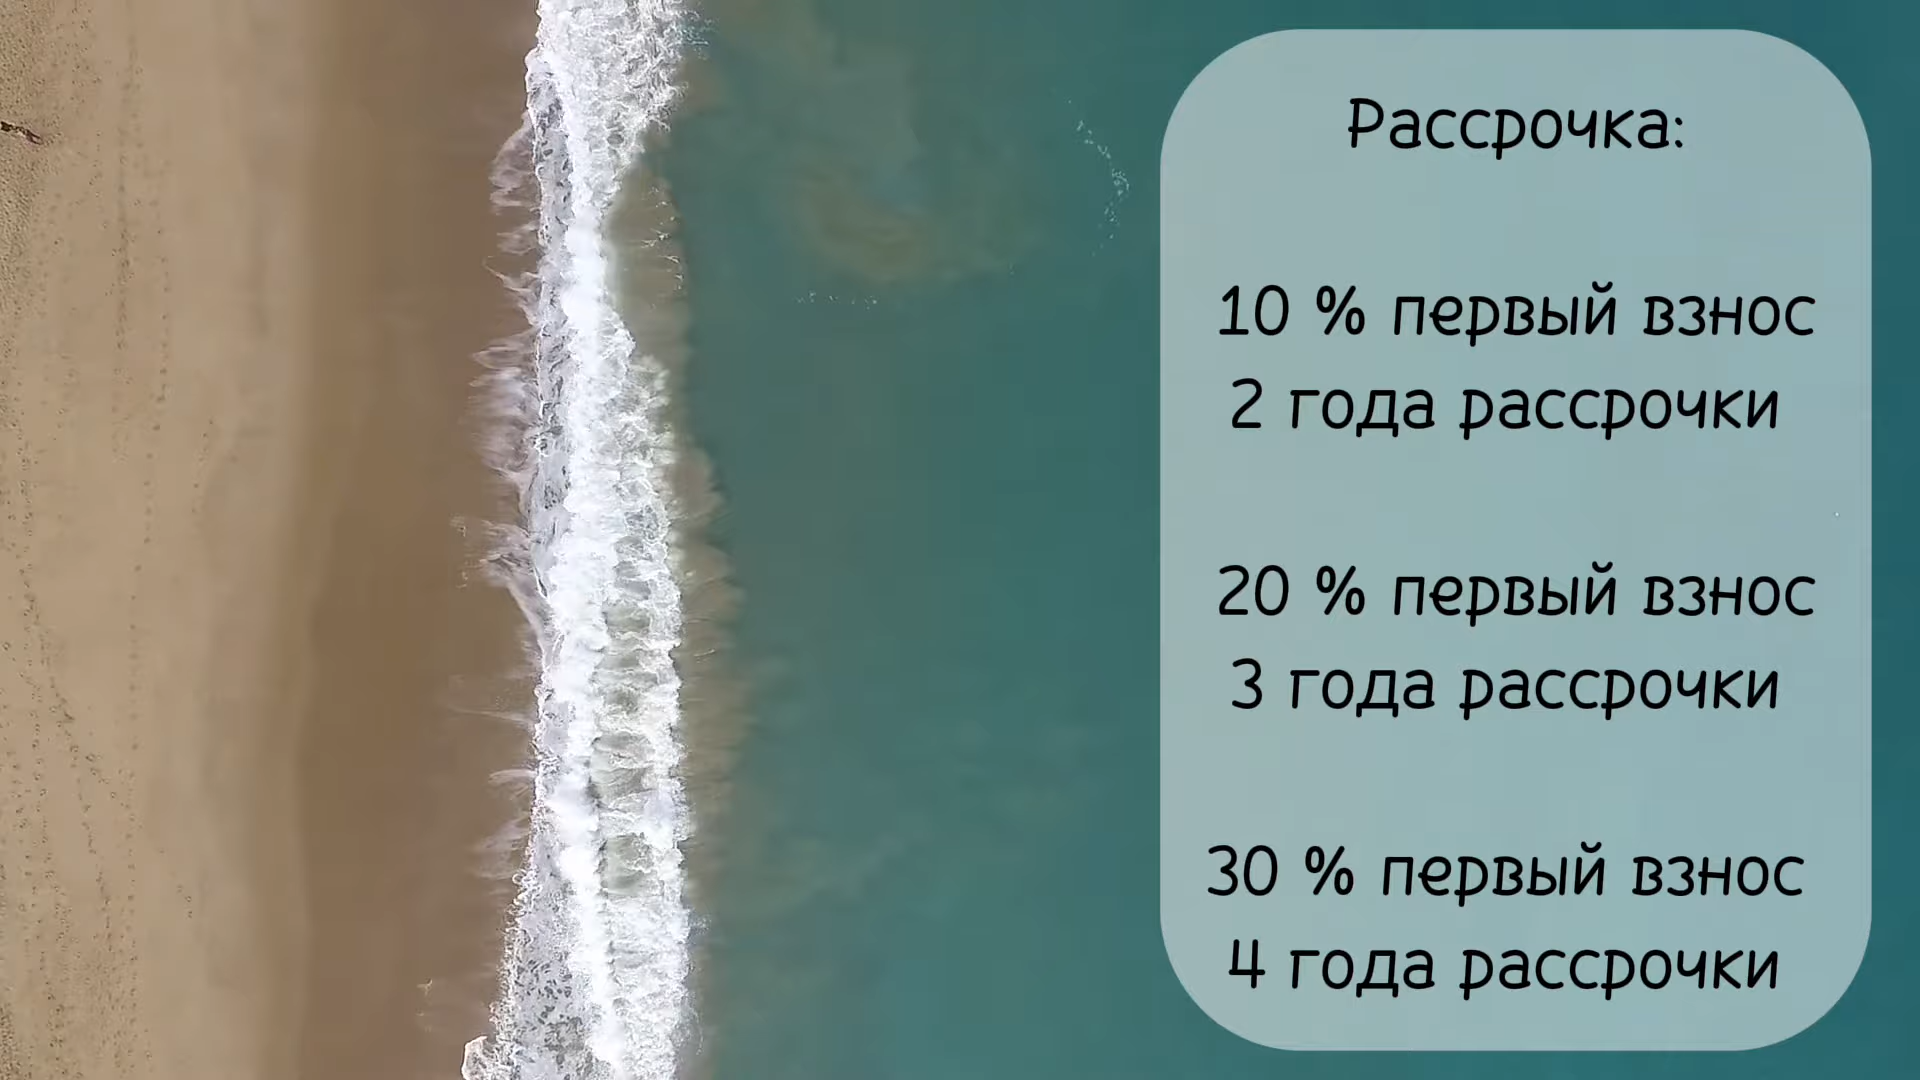 Рассрочка:
10 % первый взнос
2 года рассрочки
20 % первый взнос
3 года рассрочки
30 % первый взнос
4 года рассрочки